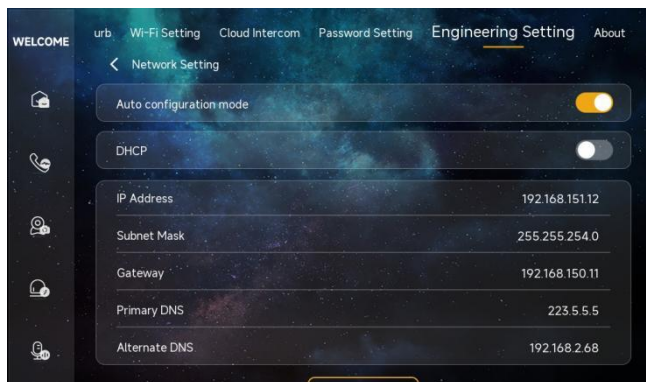 WELCOME
urb Wi-Fi Setting Cloud Intercom Password Setting Engineering Setting About
Network Setting
Auto configuration mode
DHCP
IP Address 192.168.151.12
Subnet Mask 255.255.254.0
Gateway 192.168.150.11
Primary DNS 223.5.5.5
Alternate DNS 192.168.2.68